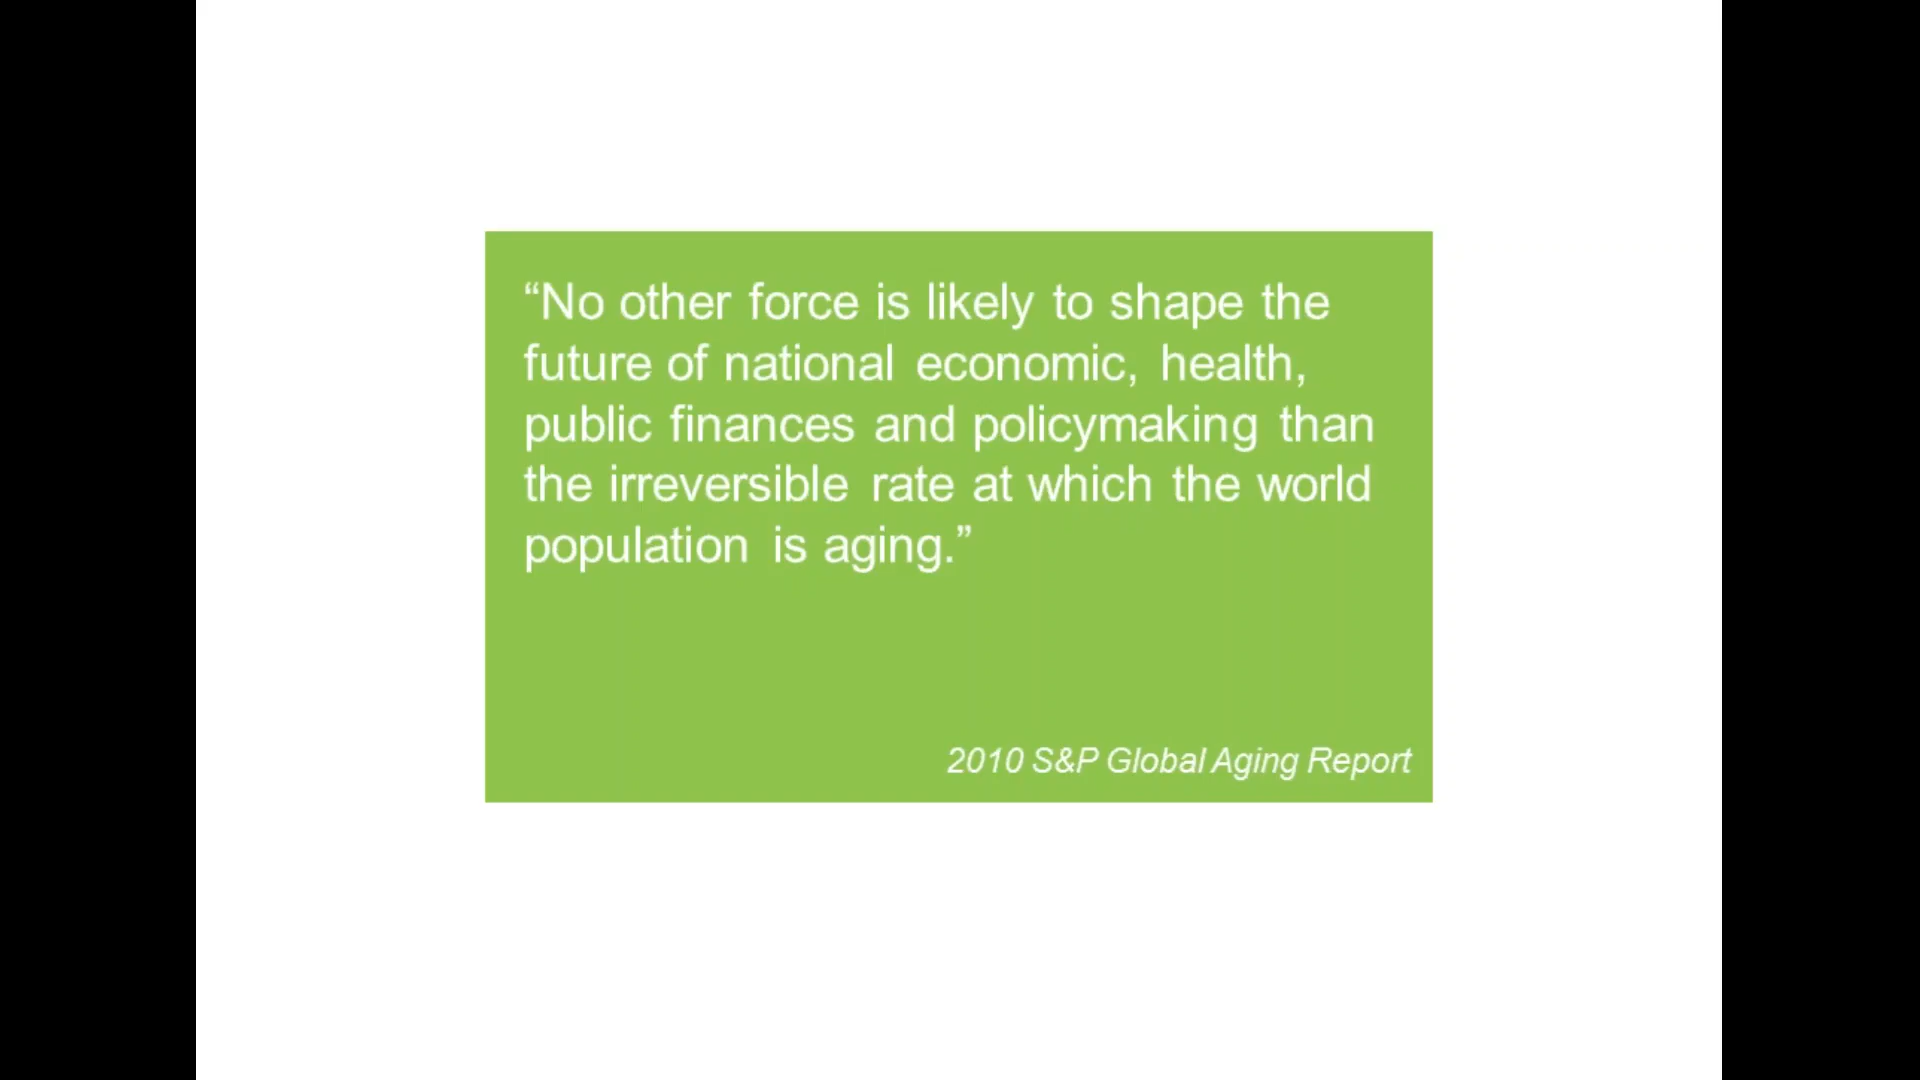 “No other force is likely to shape the
future of national economic, health,
public finances and policymaking than
the irreversible rate at which the world
population is aging.”
2010 S&P Global Aging Report